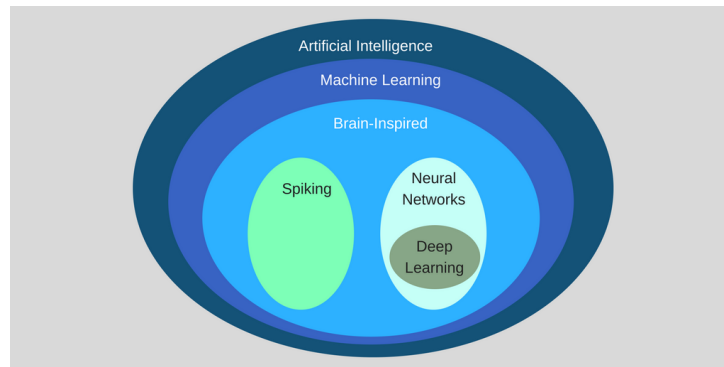 Artificial Intelligence
Machine Learning
Brain-Inspired
Spiking
Neural
Networks
Deep
Learning